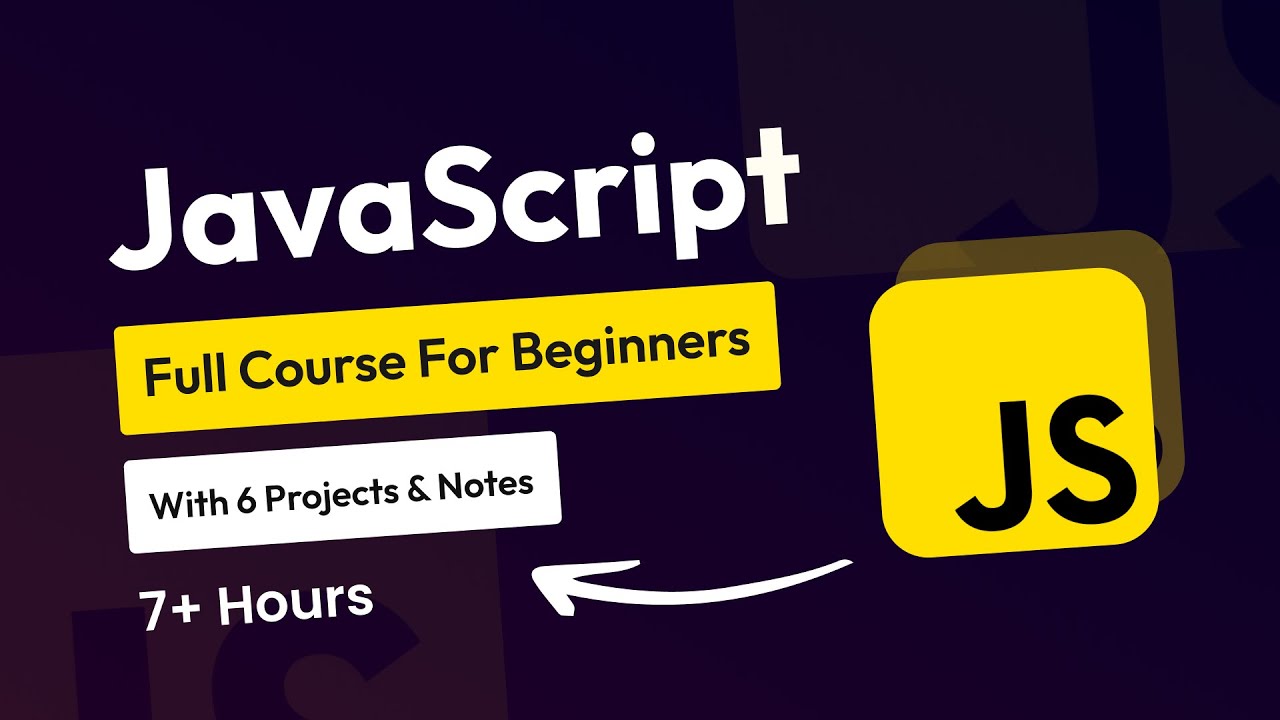 JavaScript
Full Course For Beginners
With 6 Projects & Notes
7+ Hours
JS